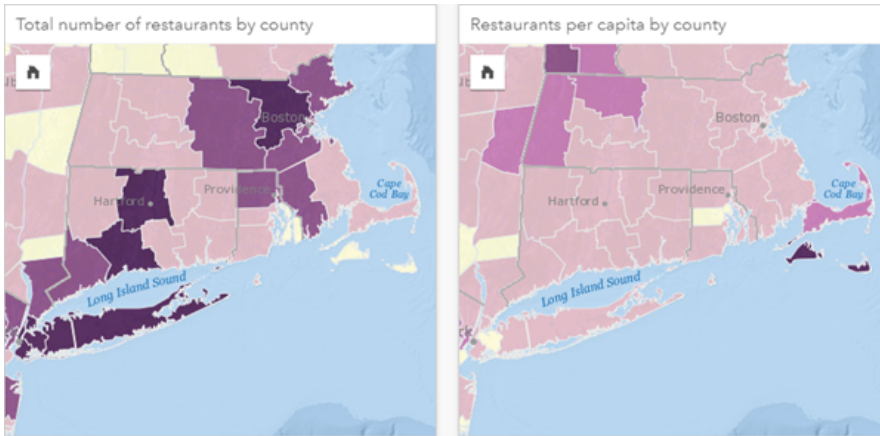 Total number of restaurants by county
Boston
Hartford
Providence
Cape
Cod Bay
Long Island Sound
Restaurants per capita by county
Boston
Hartford
Providence
Cape
Cod Bay
Long Island Sound